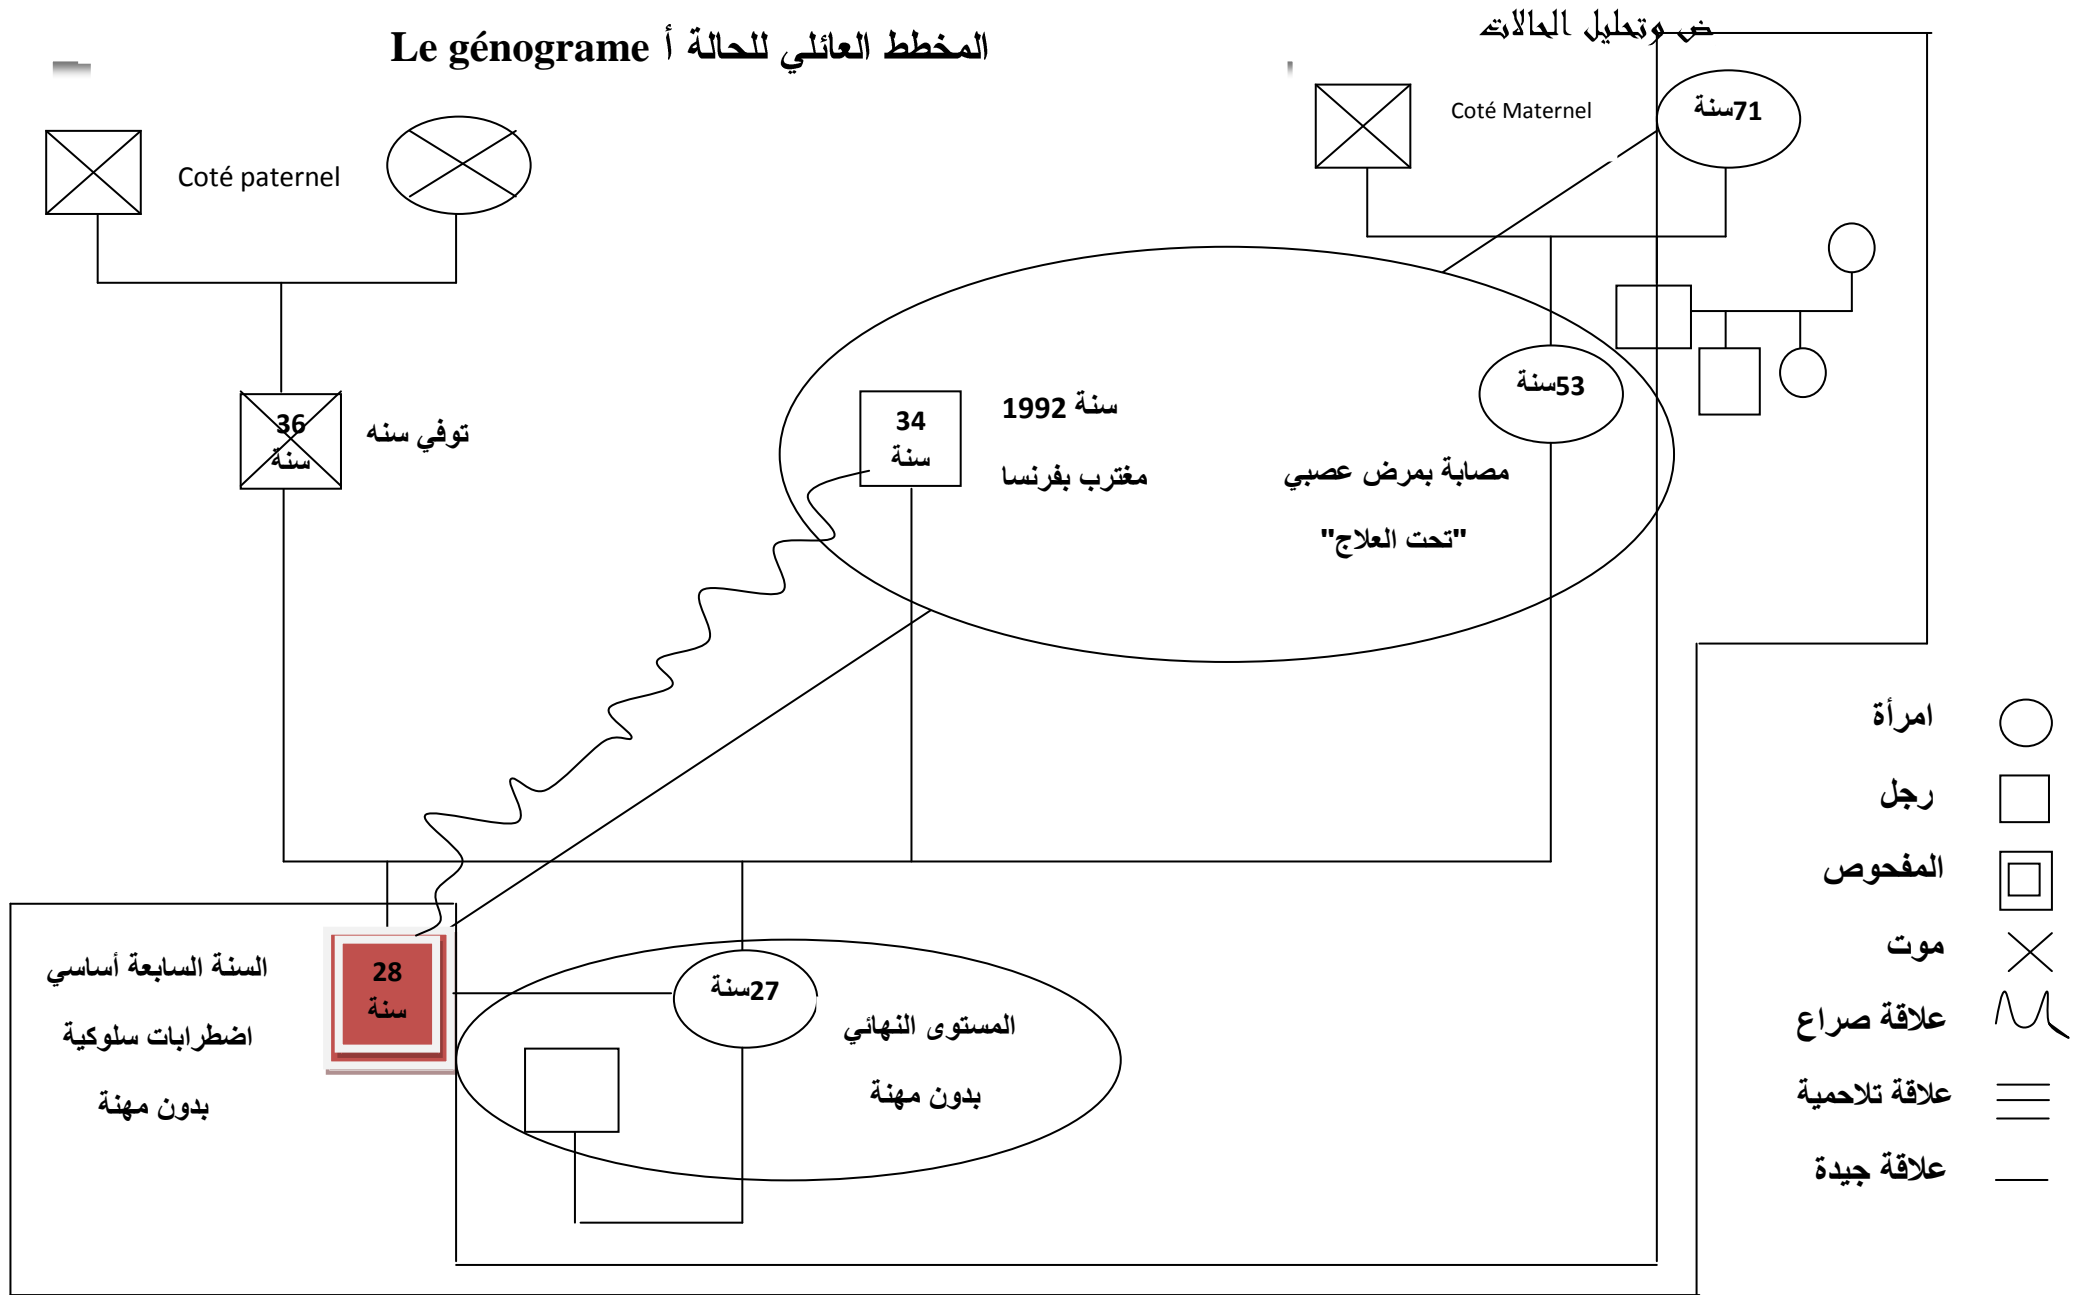 ض وتحليل الحالات
المخطط العائلي للحالة أ Le génograme
Coté Maternel
71سنة
Coté paternel
53سنة
34
سنة
سنة 1992
مغترب بفرنسا
مصابة بمرض عصبي
"تحت العلاج"
36
سنة
توفي سنه
امرأة
رجل
المفحوص
موت
علاقة صراع
علاقة تلاحمية
علاقة جيدة
28
سنة
السنة السابعة أساسي
اضطرابات سلوكية
بدون مهنة
27سنة
المستوى النهائي
بدون مهنة